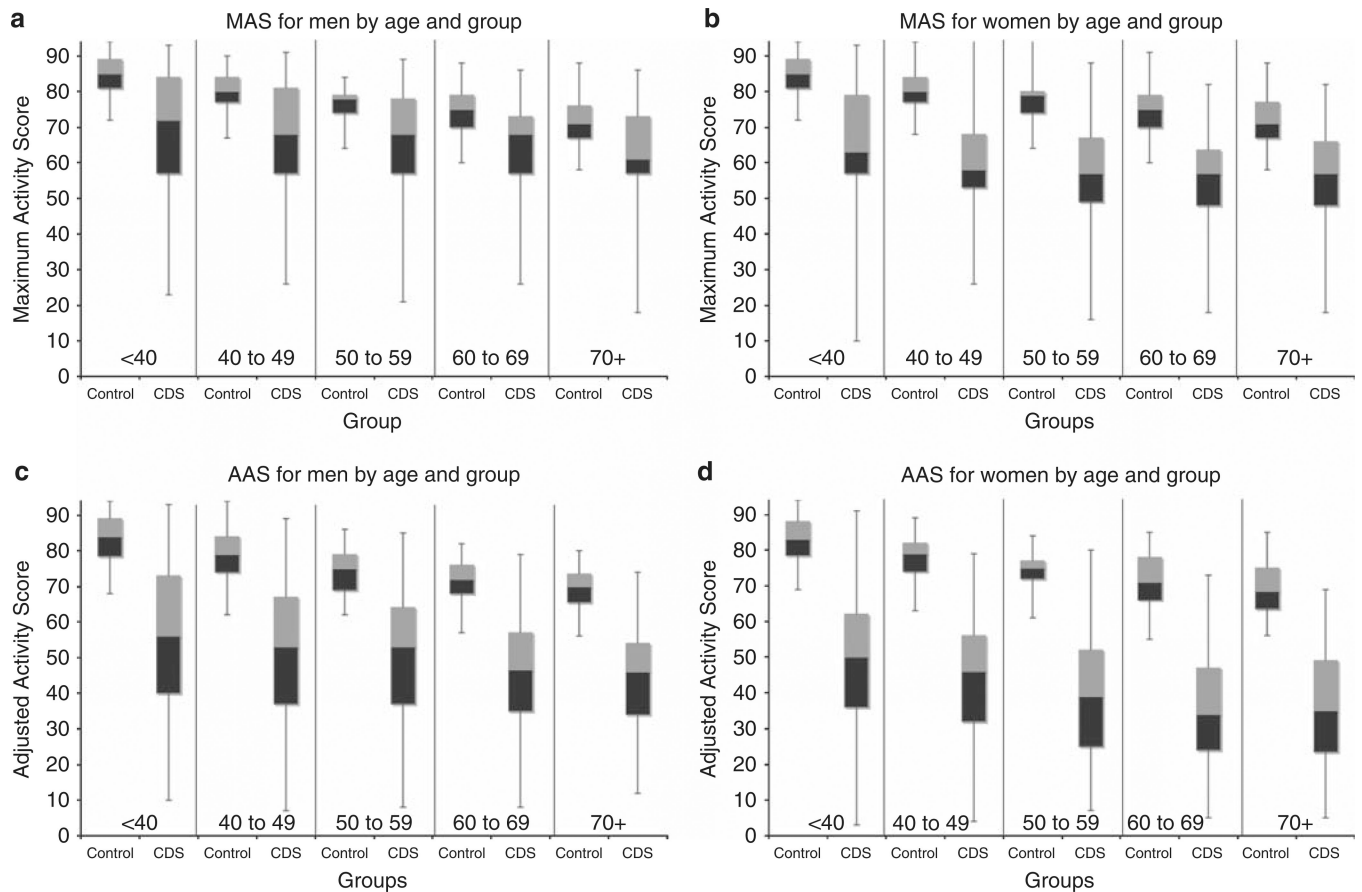 a
MAS for men by age and group
Maximum Activity Score
90
80
70
60
50
40
30
20
10
0
<40
40 to 49
50 to 59
60 to 69
70+
Control CDS Control CDS Control CDS Control CDS Control CDS
Group
b
MAS for women by age and group
Maximum Activity Score
90
80
70
60
50
40
30
20
10
0
<40
40 to 49
50 to 59
60 to 69
70+
Control CDS Control CDS Control CDS Control CDS Control CDS
Groups
c
AAS for men by age and group
Adjusted Activity Score
90
80
70
60
50
40
30
20
10
0
<40
40 to 49
50 to 59
60 to 69
70+
Control CDS Control CDS Control CDS Control CDS Control CDS
Groups
d
AAS for women by age and group
Adjusted Activity Score
90
80
70
60
50
40
30
20
10
0
<40
40 to 49
50 to 59
60 to 69
70+
Control CDS Control CDS Control CDS Control CDS Control CDS
Groups